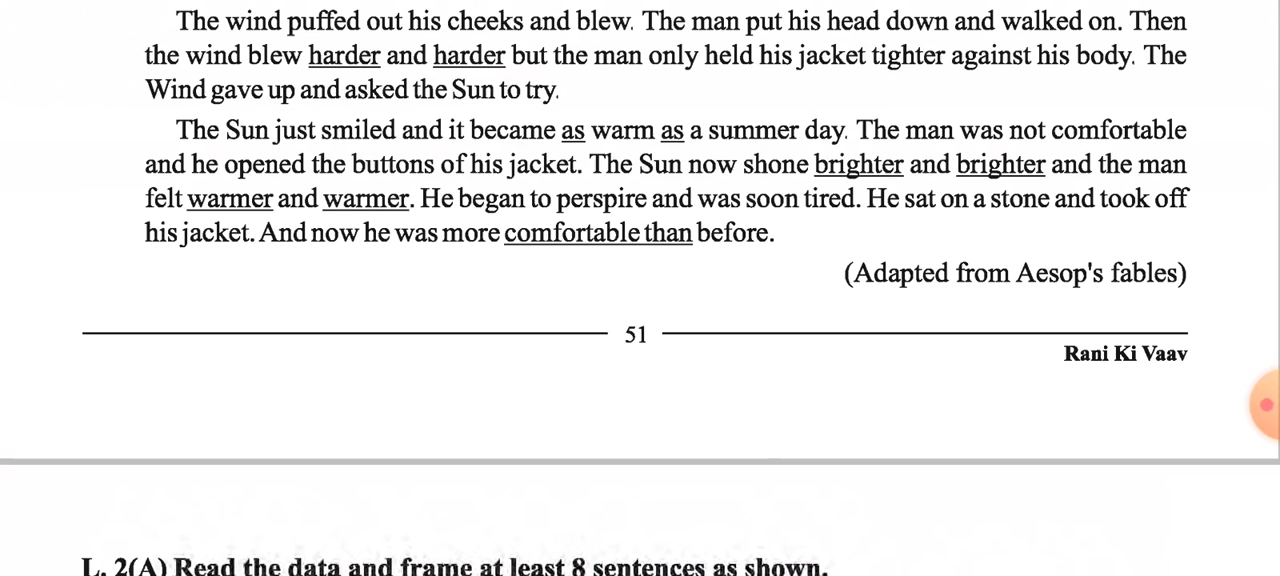 The wind puffed out his cheeks and blew. The man put his head down and walked on. Then
the wind blew harder and harder but the man only held his jacket tighter against his body. The
Wind gave up and asked the Sun to try.
The Sun just smiled and it became as warm as a summer day. The man was not comfortable
and he opened the buttons of his jacket. The Sun now shone brighter and brighter and the man
felt warmer and warmer. He began to perspire and was soon tired. He sat on a stone and took off
his jacket. And now he was more comfortable than before.
(Adapted from Aesop's fables)
51
Rani Ki Vaav
L. 2(A) Read the data and frame at least 8 sentences as shown.